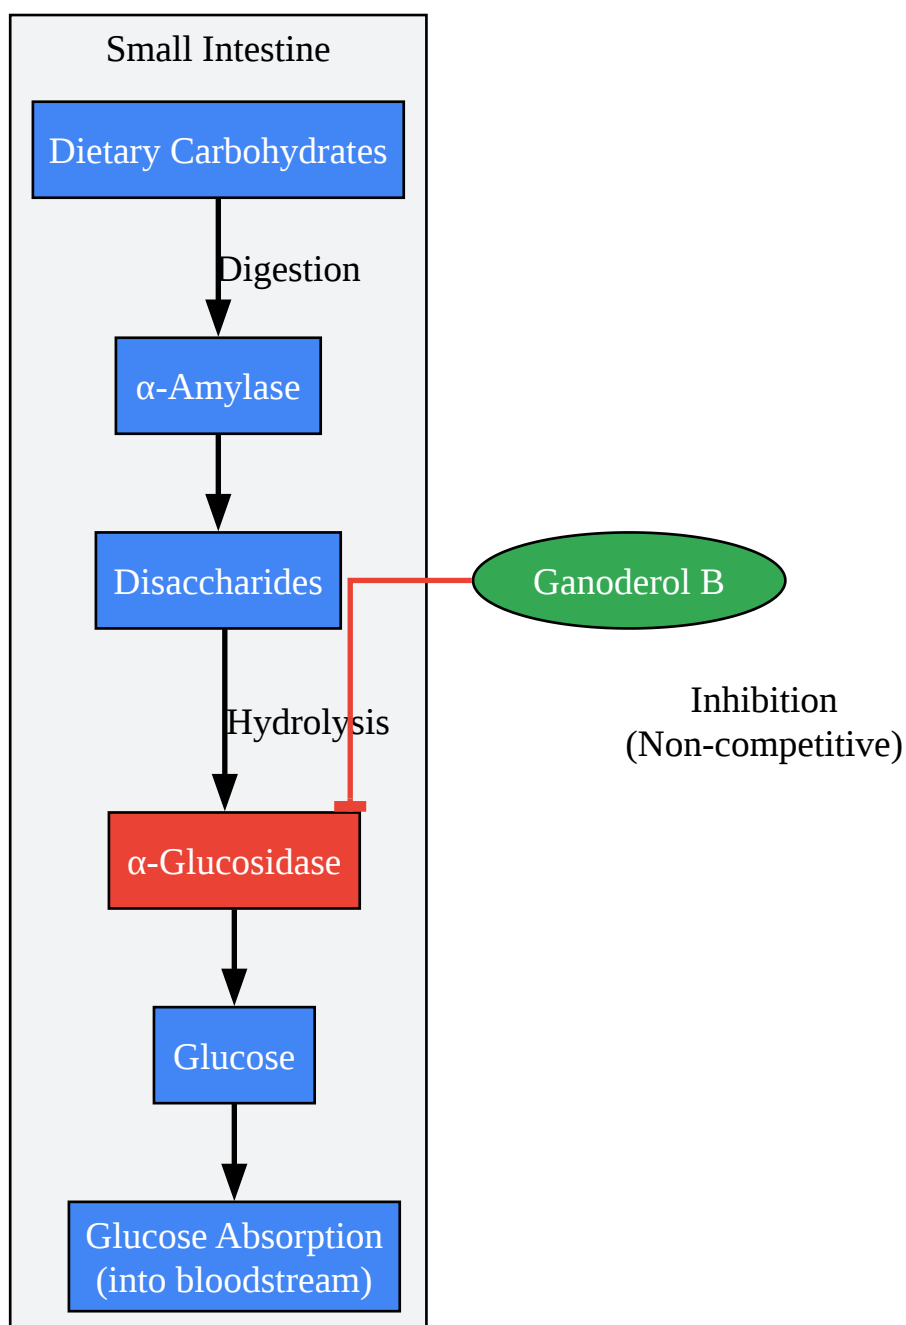 Small Intestine
Dietary Carbohydrates
Digestion
α-Amylase
Disaccharides
Ganoderol B
Hydrolysis
Inhibition
(Non-competitive)
α-Glucosidase
Glucose
Glucose Absorption
(into bloodstream)